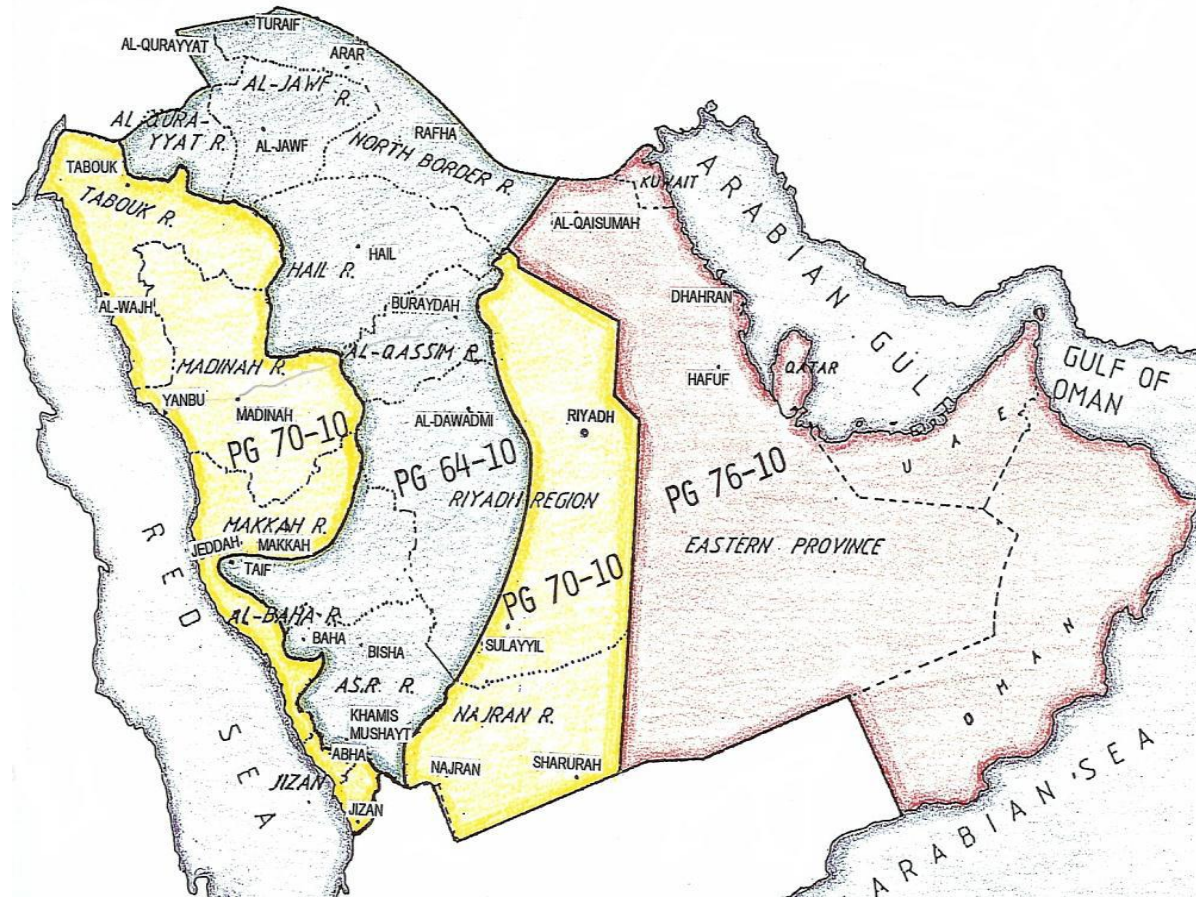 TURAIF
AL-QURAYYAT
ARAR
AL-JAWF
R.
AL-QURA-
YYAT R.
AL-JAWF
RAFHA
NORTH BORDER R.
TABOUK
TABOUK R.
KUWAIT
AL-QAISUMAH
ARABIAN GUL
HAIL
HAIL R.
AL-WAJH
BURAYDAH
DHAHRAN
AL-QASSIM R.
MADINAH R.
QATAR
HAFUF
GULF OF
OMAN
YANBU
MADINAH
AL-DAWADMI
RIYADH
UAE
PG 70-10
PG 64-10
PG 76-10
RIYADH REGION
MAKKAH R.
JEDDAH
MAKKAH
EASTERN PROVINCE
TAIF
RED SEA
PG 70-10
AL-BAHA R.
BAHA
BISHA
SULAYYIL
OMAN
AS.R R.
KHAMIS
MUSHAYT
NAJRAN R.
ABHA
NAJRAN
SHARURAH
JIZAN
JIZAN
ARABIAN SEA